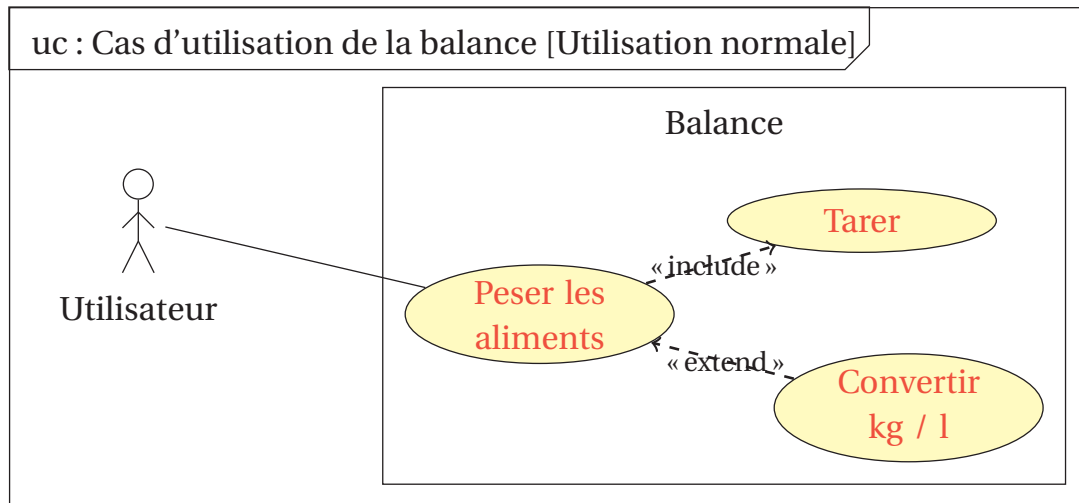 uc : Cas d’utilisation de la balance [Utilisation normale]
Balance
Tarer
« include »
Peser les
aliments
Utilisateur
« extend »
Convertir
kg / l